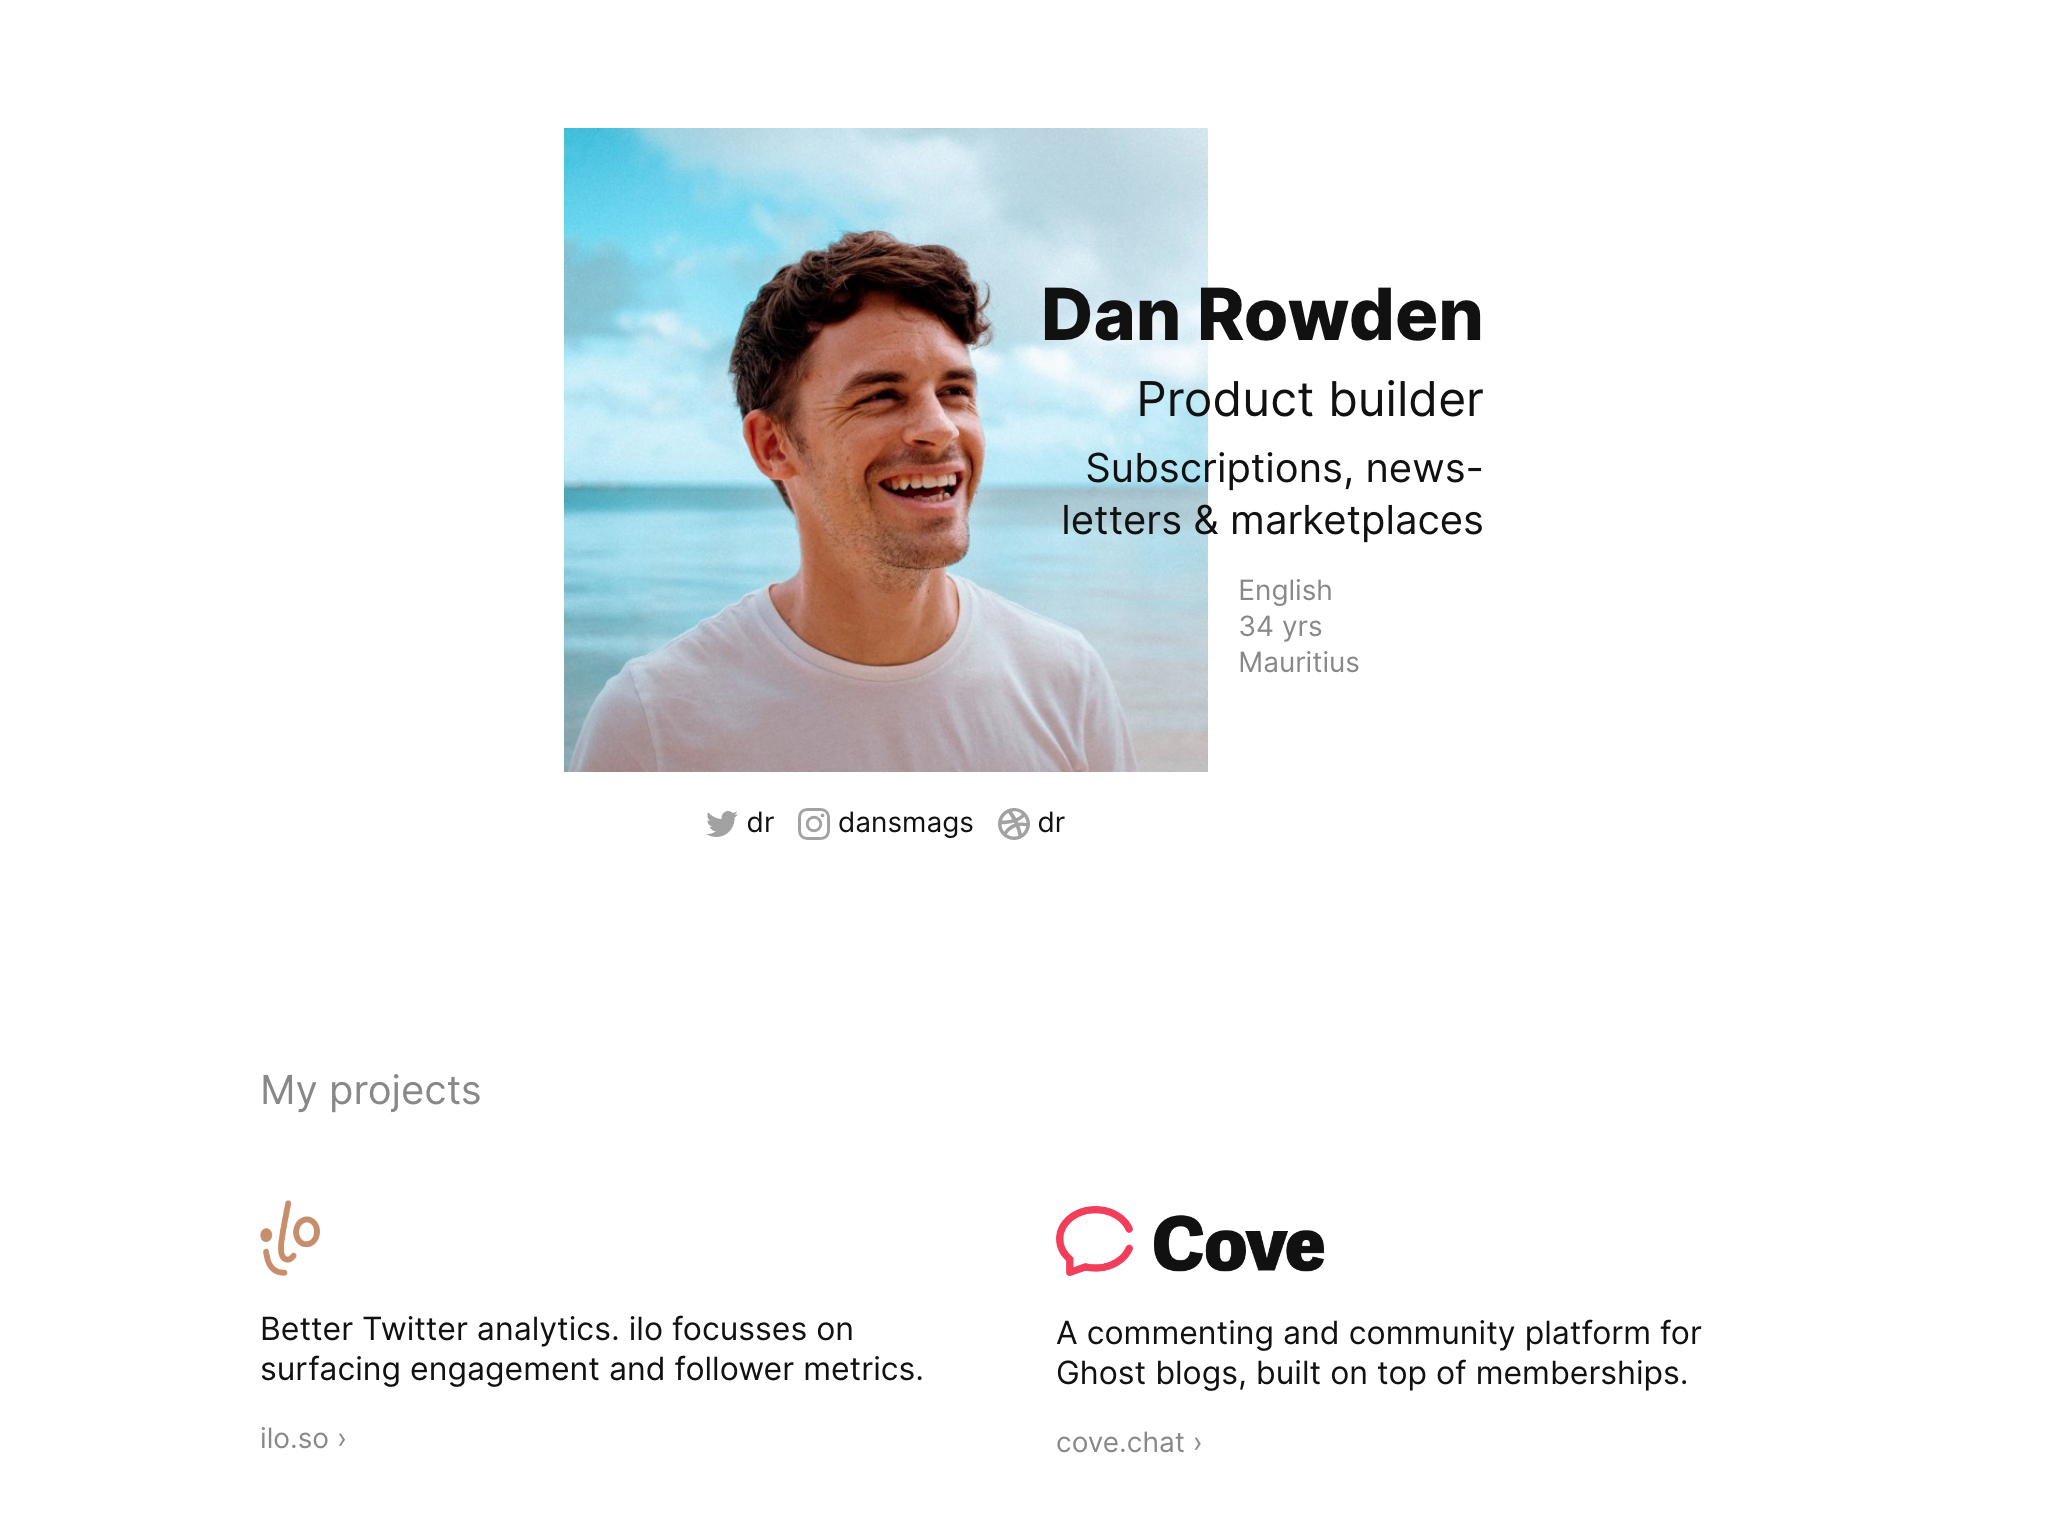 Dan Rowden
Product builder
Subscriptions, news-
letters & marketplaces
English
34 yrs
Mauritius
dr dansmags dr
My projects
ilo
Cove
Better Twitter analytics. ilo focusses on
surfacing engagement and follower metrics.
ilo.so ›
A commenting and community platform for
Ghost blogs, built on top of memberships.
cove.chat ›